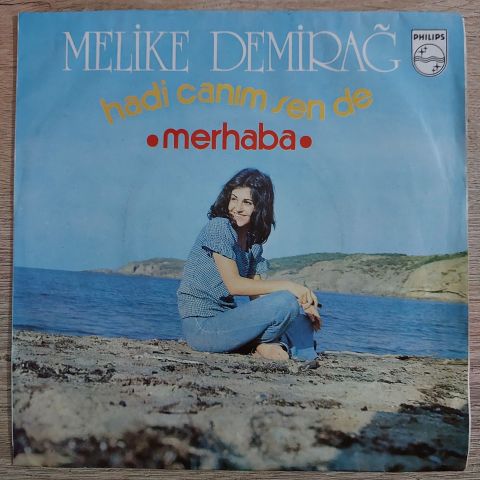 MELİKE DEMİRAĞ
PHILIPS
hadi canım sen de
•merhaba•